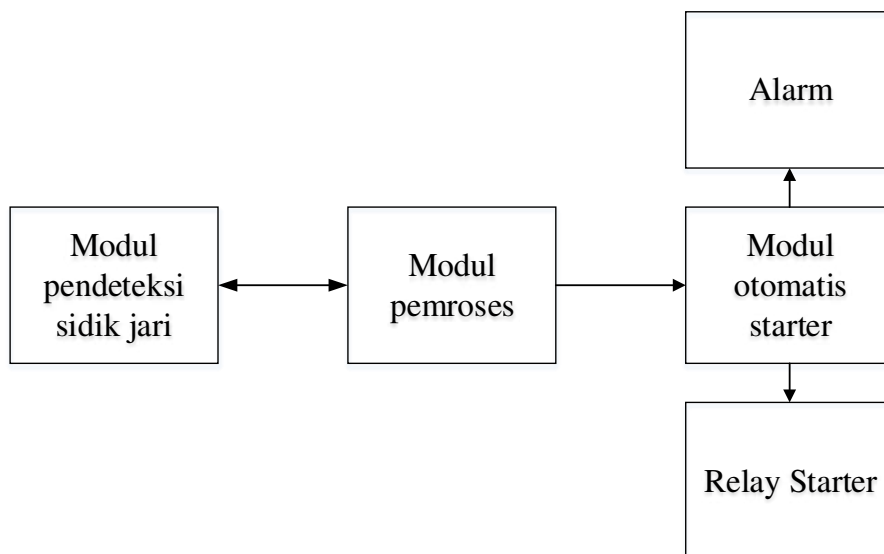 Alarm
Modul
pendeteksi
sidik jari
Modul
pemroses
Modul
otomatis
starter
Relay Starter